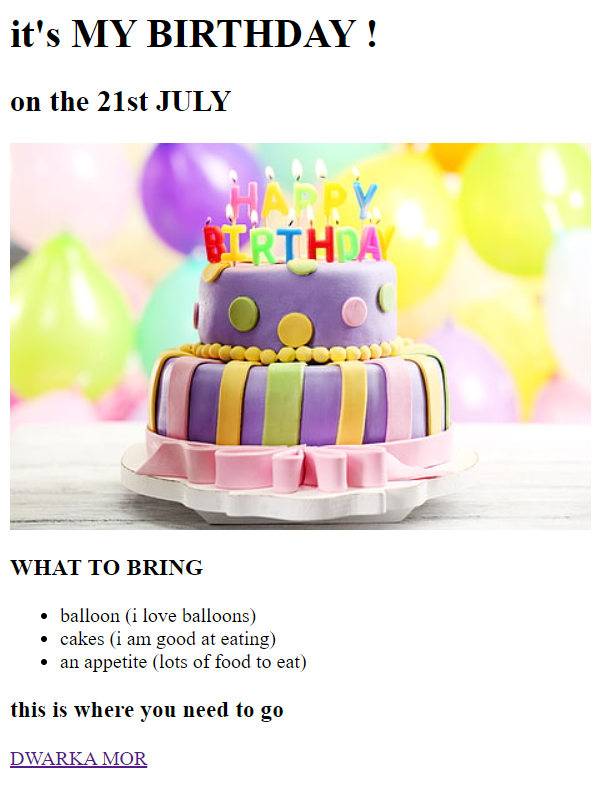 it's MY BIRTHDAY !
on the 21st JULY
HAPPY
BIRTHDAY
WHAT TO BRING
balloon (i love balloons)
cakes (i am good at eating)
an appetite (lots of food to eat)
this is where you need to go
DWARKA MOR